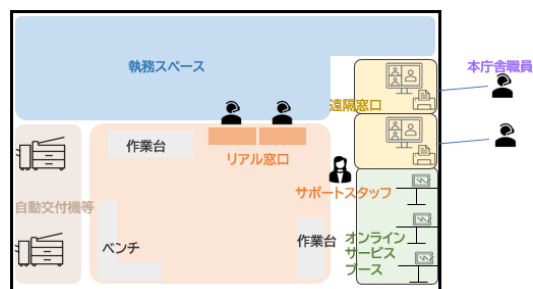 執務スペース
本庁舎職員
遠隔窓口
作業台
リアル窓口
サポートスタッフ
自動交付機等
ベンチ
作業台
オンライン
サービス
ブース